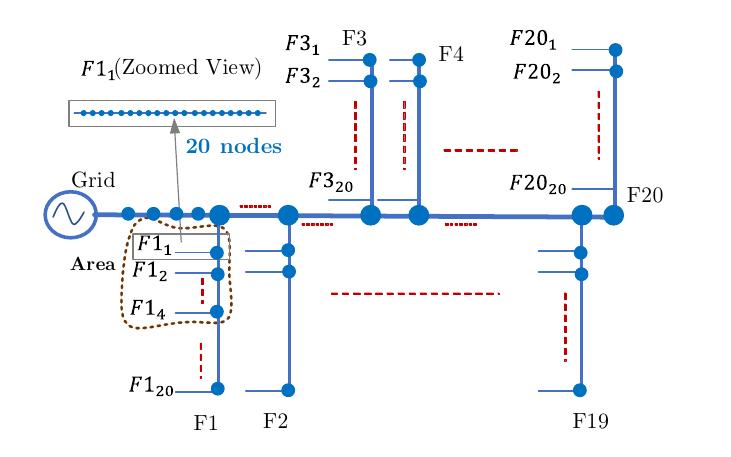 F3
F3₁
F4
F20₁
F1₁ (Zoomed View)
F3₂
F20₂
20 nodes
Grid
F3₂₀
F20₂₀
F20
F1₁
Area
F1₂
F1₄
F1₂₀
F1
F2
F19